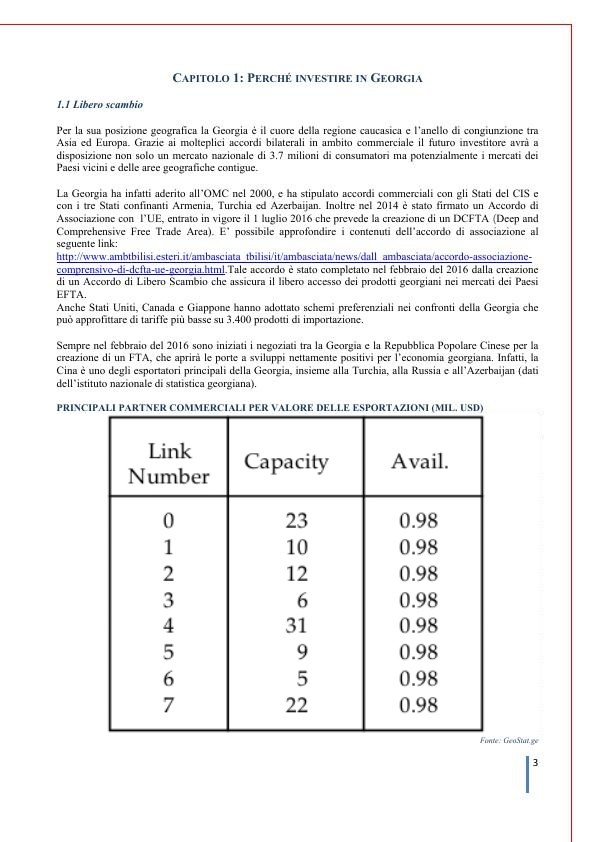 CAPITOLO 1: PERCHÉ INVESTIRE IN GEORGIA
1.1 Libero scambio
Per la sua posizione geografica la Georgia è il cuore della regione caucasica e l'anello di congiunzione tra
Asia ed Europa. Grazie ai molteplici accordi bilaterali in ambito commerciale il futuro investitore avrà a
disposizione non solo un mercato nazionale di 3.7 milioni di consumatori ma potenzialmente i mercati dei
Paesi vicini e delle aree geografiche contigue.
La Georgia ha infatti aderito all'OMC nel 2000, e ha stipulato accordi commerciali con gli Stati del CIS e
con i tre Stati confinanti Armenia, Turchia ed Azerbaijan. Inoltre nel 2014 è stato firmato un Accordo di
Associazione con l'UE, entrato in vigore il 1 luglio 2016 che prevede la creazione di un DCFTA (Deep and
Comprehensive Free Trade Area). E' possibile approfondire i contenuti dell'accordo di associazione al
seguente link:
http://www.ambtbilisi.esteri.it/ambasciata_tbilisi/it/ambasciata/news/dall_ambasciata/accordo-associazione-
comprensivo-di-dcfta-ue-georgia.html.Tale accordo è stato completato nel febbraio del 2016 dalla creazione
di un Accordo di Libero Scambio che assicura il libero accesso dei prodotti georgiani nei mercati dei Paesi
EFTA.
Anche Stati Uniti, Canada e Giappone hanno adottato schemi preferenziali nei confronti della Georgia che
può approfittare di tariffe più basse su 3.400 prodotti di importazione.
Sempre nel febbraio del 2016 sono iniziati i negoziati tra la Georgia e la Repubblica Popolare Cinese per la
creazione di un FTA, che aprirà le porte a sviluppi nettamente positivi per l'economia georgiana. Infatti, la
Cina è uno degli esportatori principali della Georgia, insieme alla Turchia, alla Russia e all'Azerbaijan (dati
dell'istituto nazionale di statistica georgiana).
PRINCIPALI PARTNER COMMERCIALI PER VALORE DELLE ESPORTAZIONI (MIL. USD)
Link Number Capacity Avail.
0 23 0.98
1 10 0.98
2 12 0.98
3 6 0.98
4 31 0.98
5 9 0.98
6 5 0.98
7 22 0.98
Fonte: GeoStat.ge
3